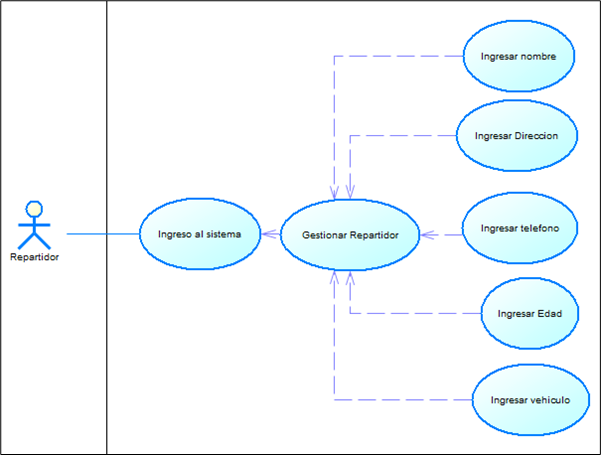 Ingresar nombre
Ingresar Direccion
Ingreso al sistema
Gestionar Repartidor
Ingresar telefono
Repartidor
Ingresar Edad
Ingresar vehiculo